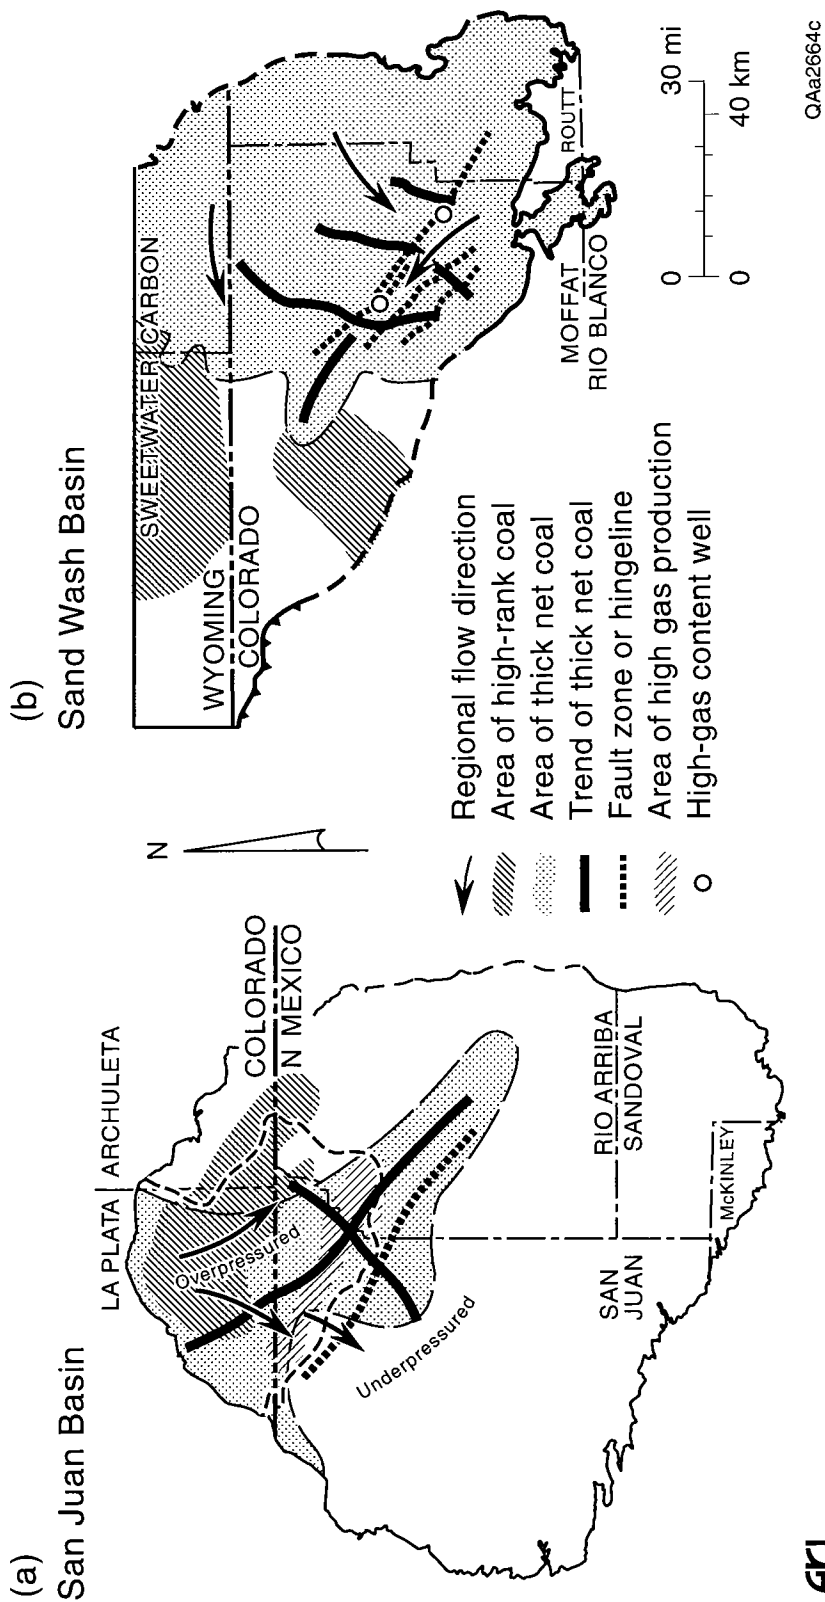 (a)
San Juan Basin
LA PLATA
ARCHULETA
COLORADO
N MEXICO
Overpressured
Underpressured
RIO ARRIBA
SANDOVAL
SAN
JUAN
McKINLEY
N
(b)
Sand Wash Basin
SWEETWATER
CARBON
WYOMING
COLORADO
MOFFAT
ROUTT
RIO BLANCO
0 30 mi
0 40 km
Regional flow direction
Area of high-rank coal
Area of thick net coal
Trend of thick net coal
Fault zone or hingeline
Area of high gas production
High-gas content well
QAa2664c